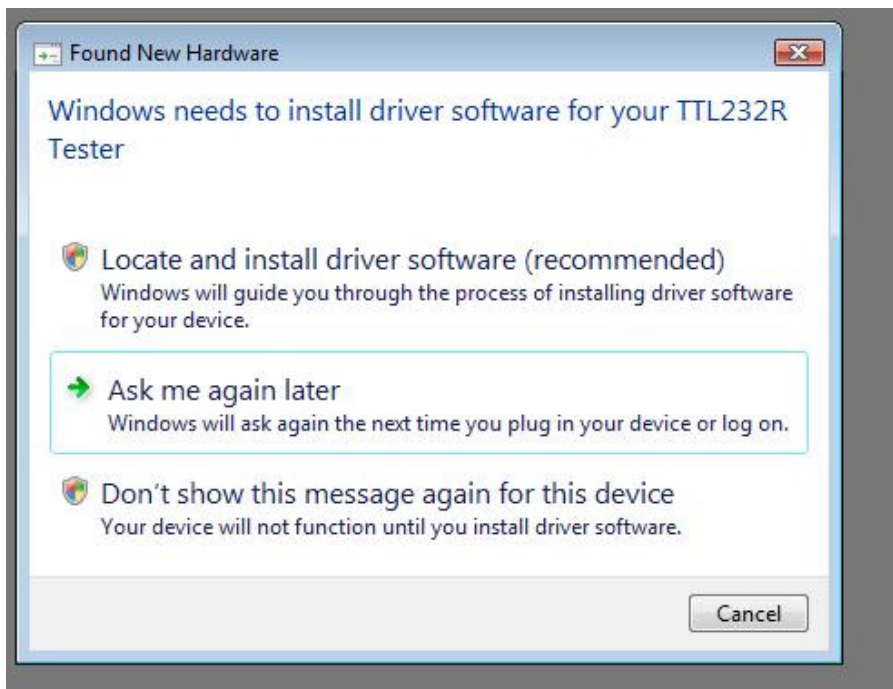 Found New Hardware
Windows needs to install driver software for your TTL232R
Tester
Locate and install driver software (recommended)
Windows will guide you through the process of installing driver software
for your device.
Ask me again later
Windows will ask again the next time you plug in your device or log on.
Don't show this message again for this device
Your device will not function until you install driver software.
Cancel